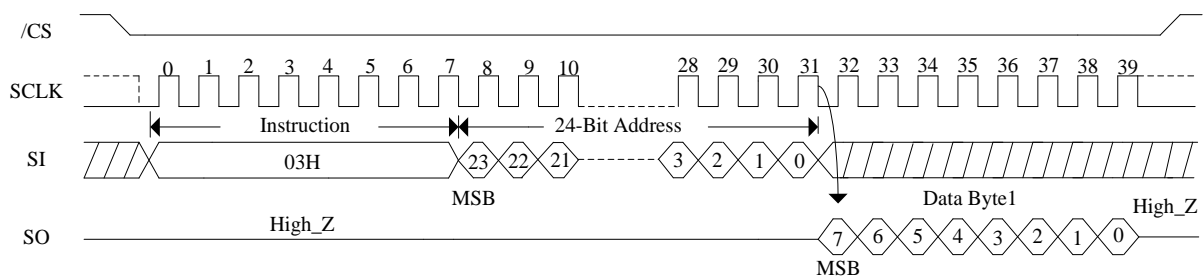 /CS
0 1 2 3 4 5 6 7 8 9 10 28 29 30 31 32 33 34 35 36 37 38 39
SCLK
Instruction 24-Bit Address
SI 03H 23 22 21 3 2 1 0
MSB Data Byte1
High_Z High_Z
SO 7 6 5 4 3 2 1 0
MSB